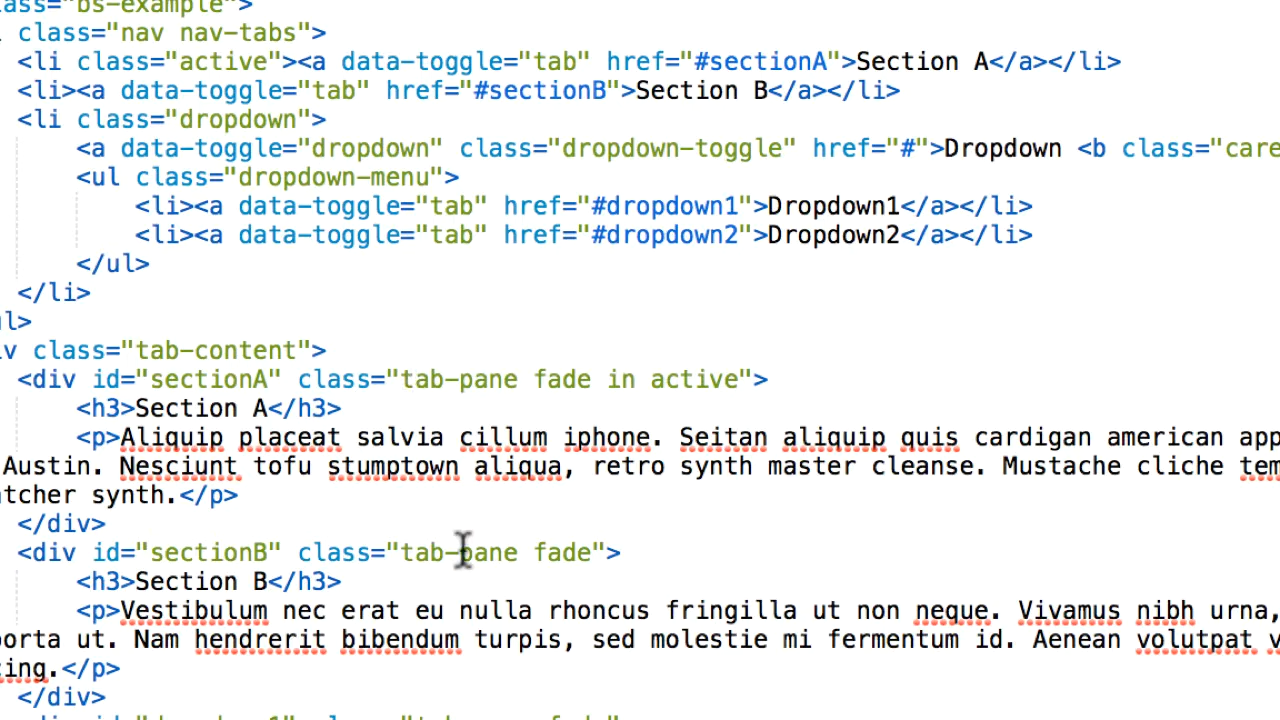 ass="bs-example">
class="nav nav-tabs">
<li class="active"><a data-toggle="tab" href="#sectionA">Section A</a></li>
<li><a data-toggle="tab" href="#sectionB">Section B</a></li>
<li class="dropdown">
<a data-toggle="dropdown" class="dropdown-toggle" href="#">Dropdown <b class="care
<ul class="dropdown-menu">
<li><a data-toggle="tab" href="#dropdown1">Dropdown1</a></li>
<li><a data-toggle="tab" href="#dropdown2">Dropdown2</a></li>
</ul>
</li>
ul>
iv class="tab-content">
<div id="sectionA" class="tab-pane fade in active">
<h3>Section A</h3>
<p>Aliquip placeat salvia cillum iphone. Seitan aliquip quis cardigan american app
Austin. Nesciunt tofu stumptown aliqua, retro synth master cleanse. Mustache cliche tem
tcher synth.</p>
</div>
<div id="sectionB" class="tab-pane fade">
<h3>Section B</h3>
<p>Vestibulum nec erat eu nulla rhoncus fringilla ut non neque. Vivamus nibh urna,
porta ut. Nam hendrerit bibendum turpis, sed molestie mi fermentum id. Aenean volutpat v
cing.</p>
</div>